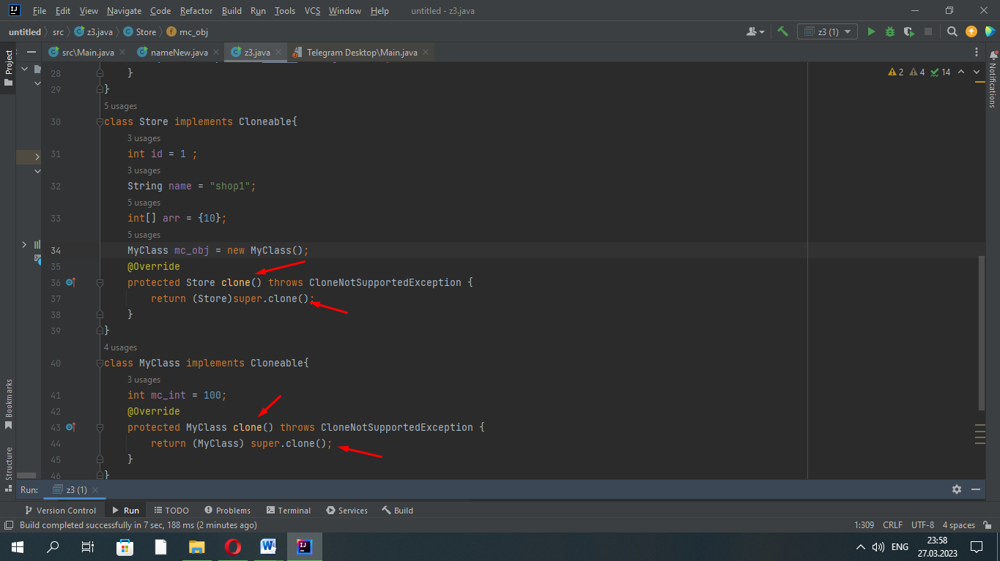 File Edit View Navigate Code Refactor Build Run Tools VCS Window Help untitled - z3.java
untitled src z3.java Store mc_obj z3 (1)
src\Main.java nameNew.java z3.java Telegram Desktop\Main.java
Project
Notifications
2 4 14
28 }
29 }
5 usages
30 class Store implements Cloneable{
3 usages
31 int id = 1 ;
3 usages
32 String name = "shop1";
5 usages
33 int[] arr = {10};
5 usages
34 MyClass mc_obj = new MyClass();
35 @Override
36 protected Store clone() throws CloneNotSupportedException {
37 return (Store)super.clone();
38 }
39 }
4 usages
40 class MyClass implements Cloneable{
3 usages
41 int mc_int = 100;
42 @Override
43 protected MyClass clone() throws CloneNotSupportedException {
44 return (MyClass) super.clone();
45 }
46 }
Bookmarks
Structure
Run: z3 (1)
Version Control Run TODO Problems Terminal Services Build
Build completed successfully in 7 sec, 188 ms (2 minutes ago) 1:309 CRLF UTF-8 4 spaces
ENG
23:58
27.03.2023